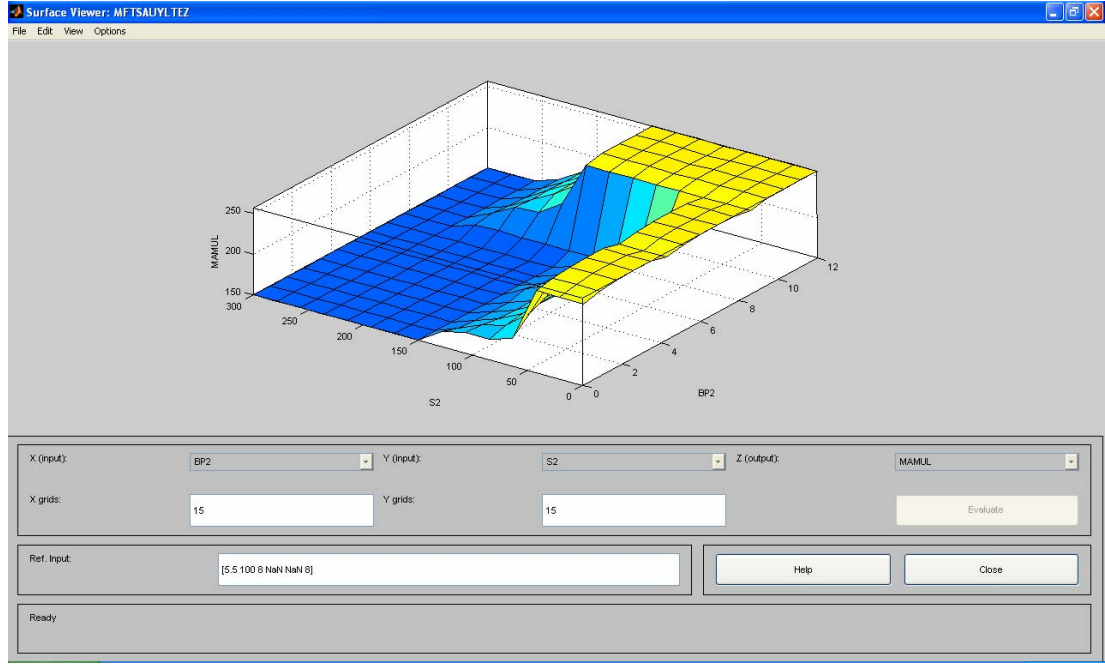 Surface Viewer: MFTSAUYLTEZ
File Edit View Options
250
200
150
MAMUL
300
250
200
150
100
50
0
S2
0
2
4
6
8
10
12
BP2
X (input): BP2 Y (input): S2 Z (output): MAMUL
X grids: 15 Y grids: 15 Evaluate
Ref. Input: [5.5 100 8 NaN NaN 8] Help Close
Ready